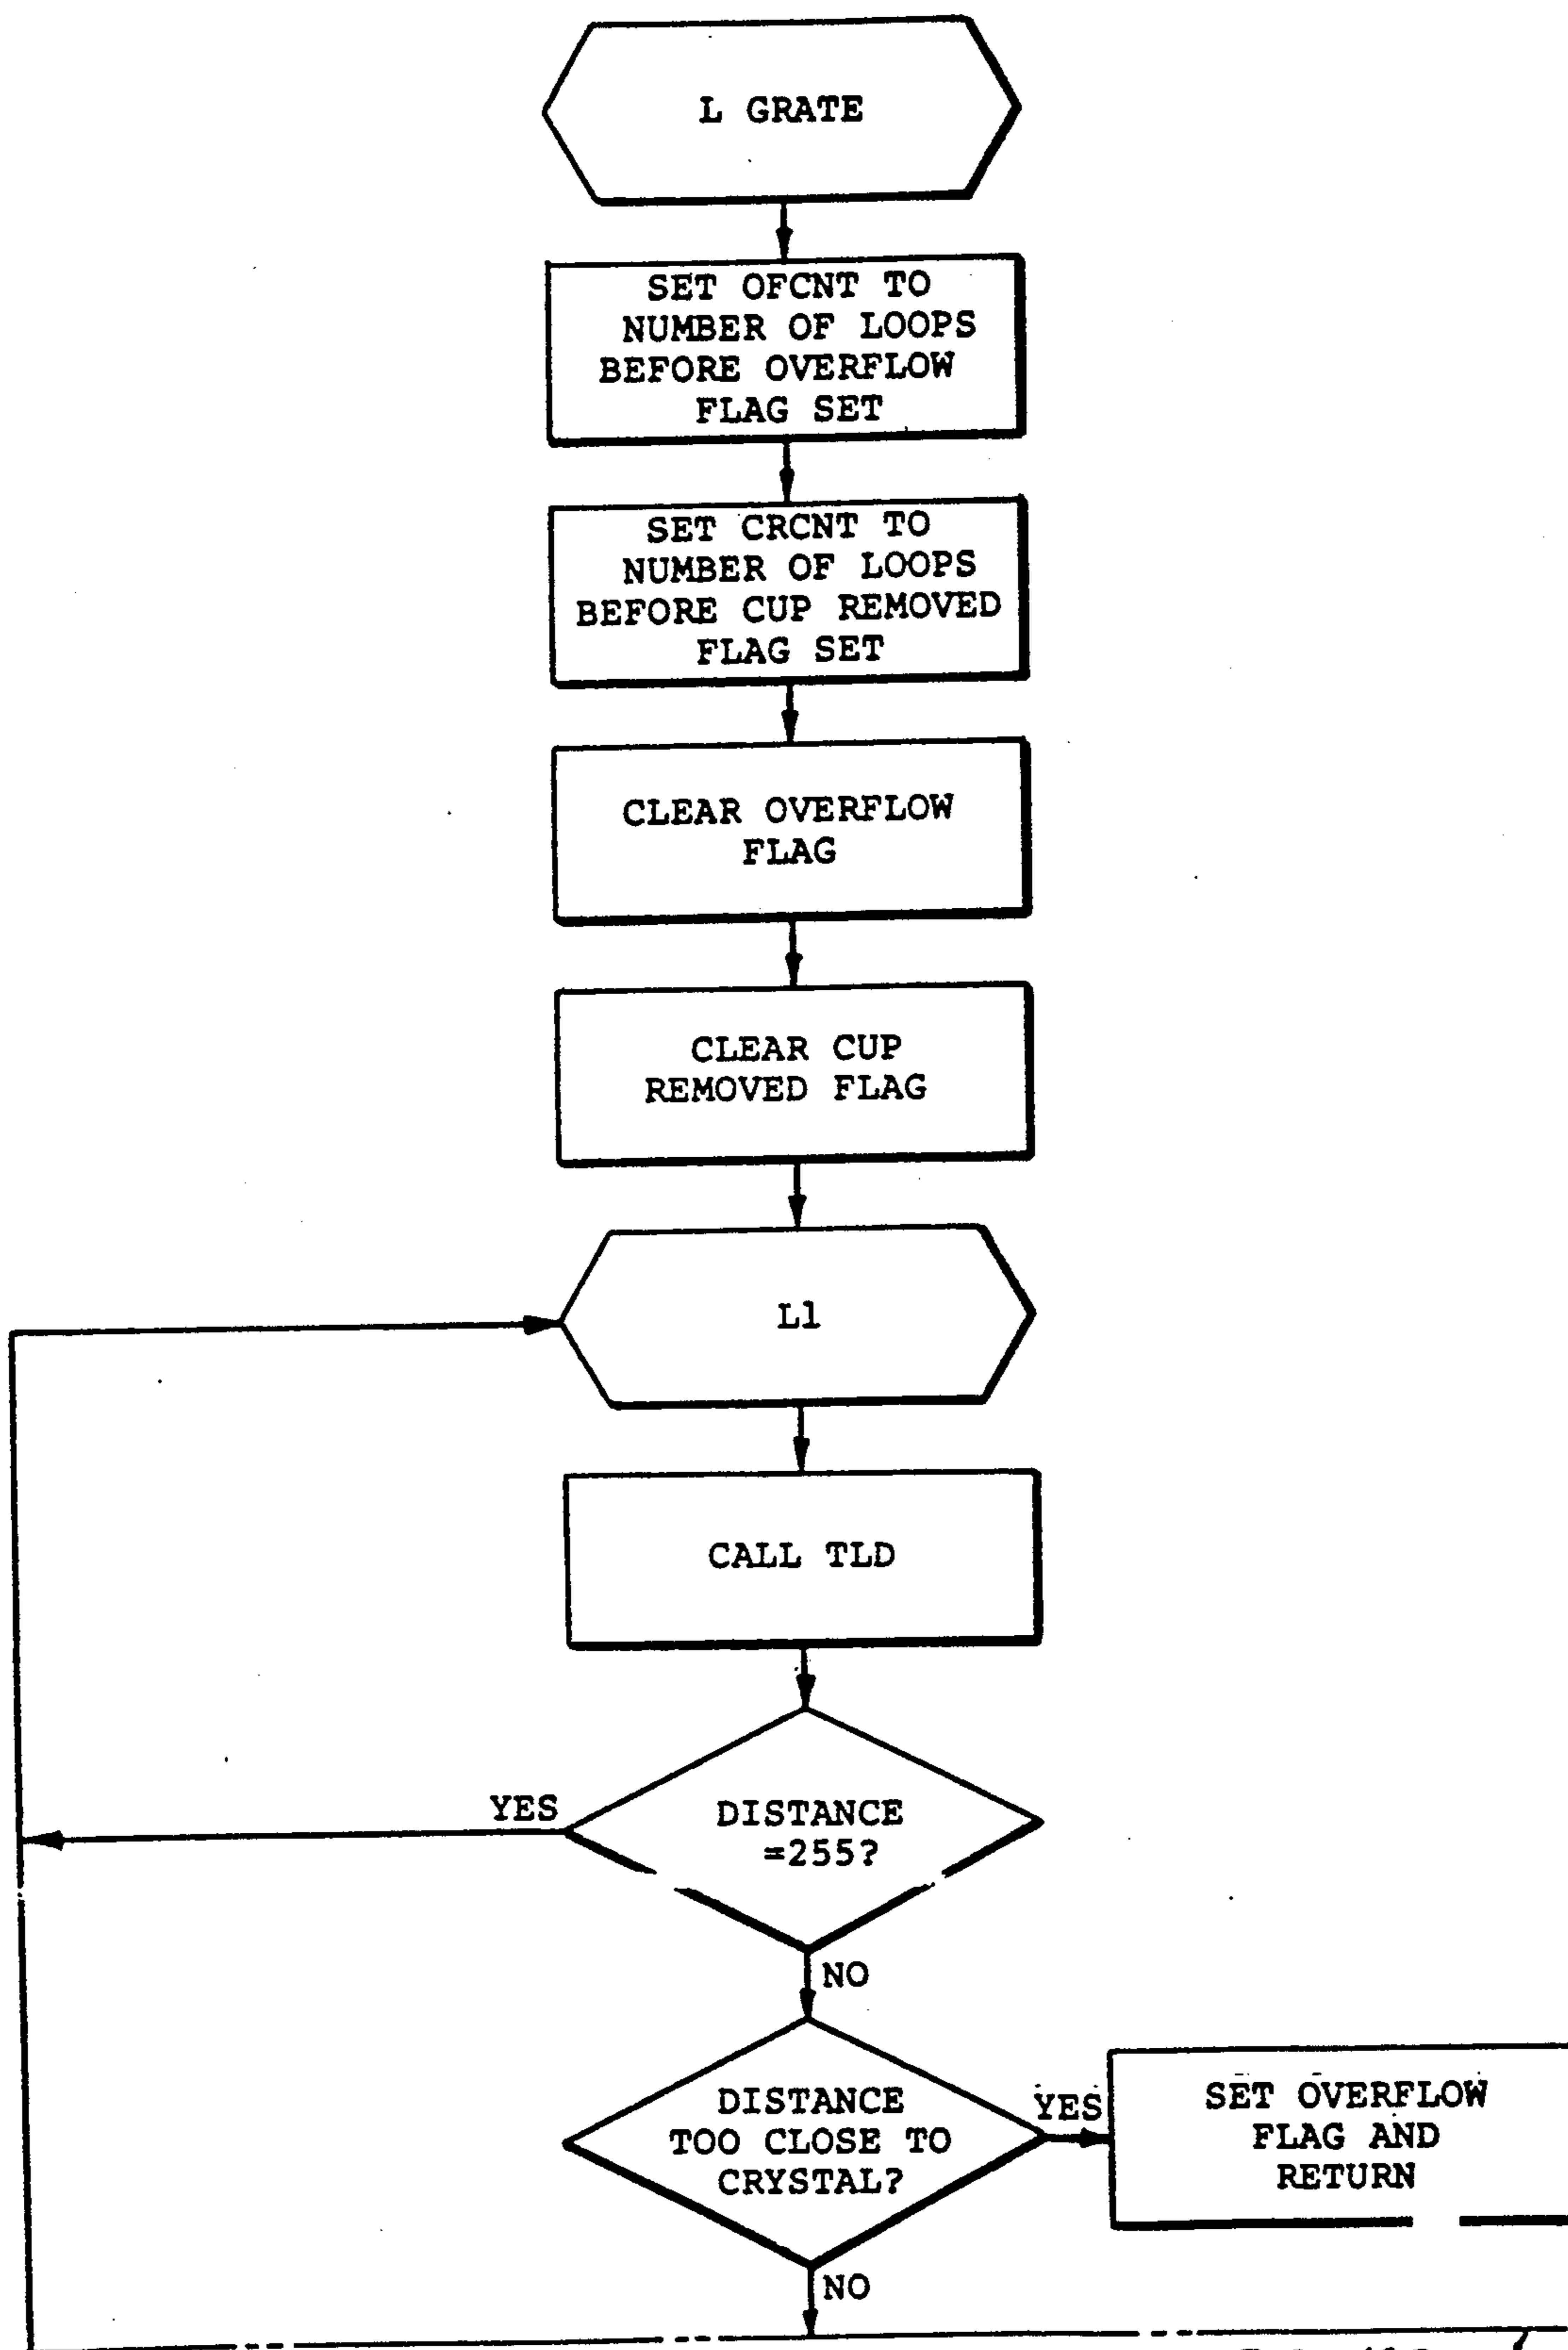 L GRATE
SET OFCNT TO
NUMBER OF LOOPS
BEFORE OVERFLOW
FLAG SET
SET CRCNT TO
NUMBER OF LOOPS
BEFORE CUP REMOVED
FLAG SET
CLEAR OVERFLOW
FLAG
CLEAR CUP
REMOVED FLAG
L1
CALL TLD
YES
DISTANCE
=255?
NO
DISTANCE
TOO CLOSE TO
CRYSTAL?
YES
SET OVERFLOW
FLAG AND
RETURN
NO